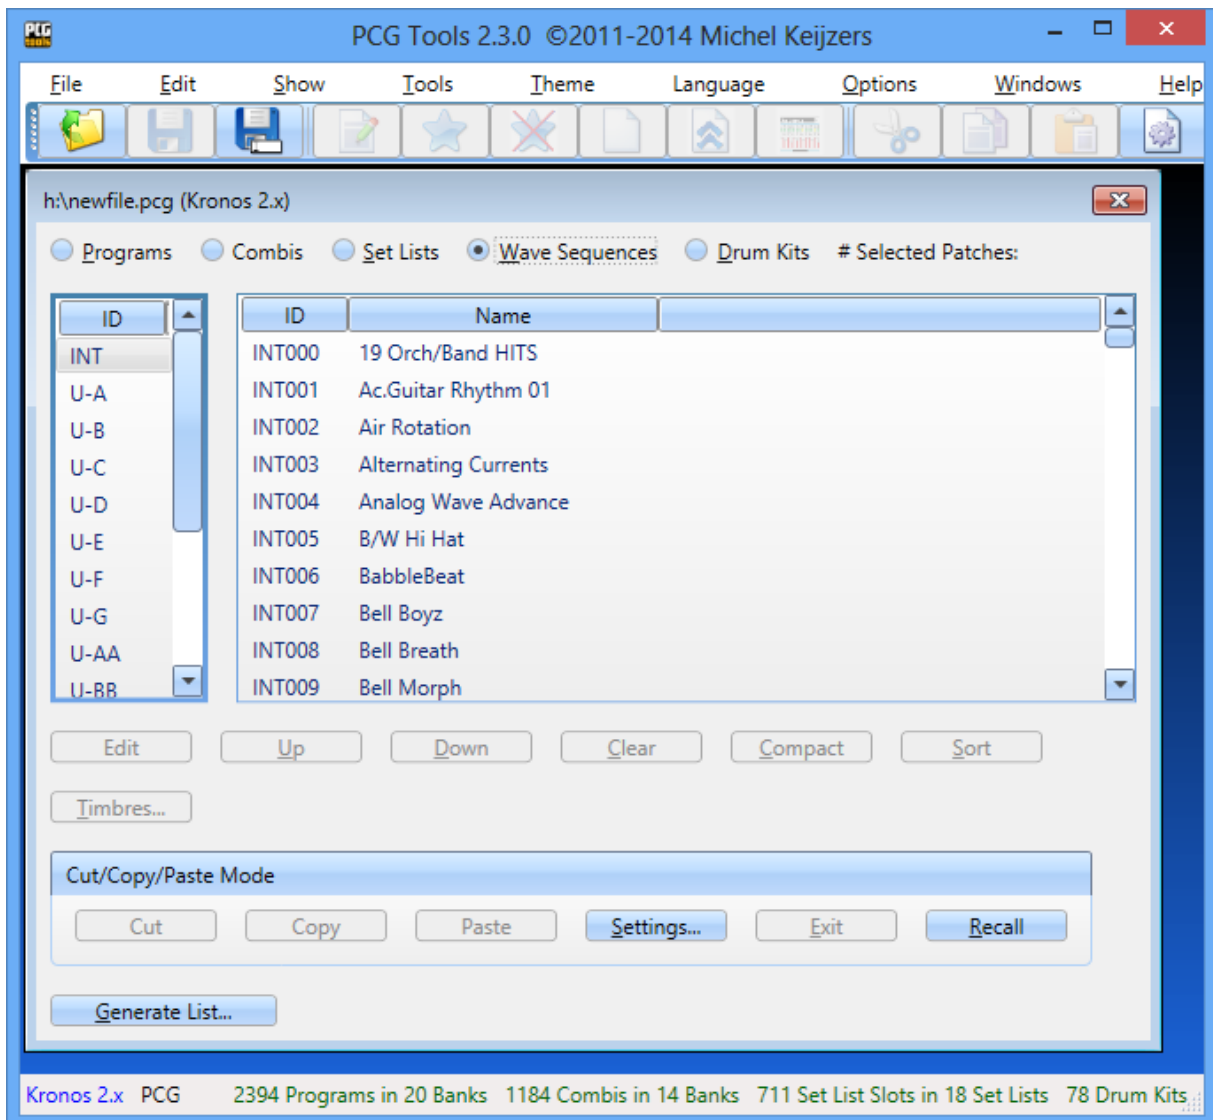 PCG tools
PCG Tools 2.3.0 ©2011-2014 Michel Keijzers
File Edit Show Tools Theme Language Options Windows Help
h:\newfile.pcg (Kronos 2.x)
Programs Combis Set Lists Wave Sequences Drum Kits # Selected Patches:
ID ID Name
INT INT000 19 Orch/Band HITS
U-A INT001 Ac.Guitar Rhythm 01
U-B INT002 Air Rotation
U-C INT003 Alternating Currents
U-D INT004 Analog Wave Advance
U-E INT005 B/W Hi Hat
U-F INT006 BabbleBeat
U-G INT007 Bell Boyz
U-AA INT008 Bell Breath
U-BB INT009 Bell Morph
Edit Up Down Clear Compact Sort
Timbres...
Cut/Copy/Paste Mode
Cut Copy Paste Settings... Exit Recall
Generate List...
Kronos 2.x PCG 2394 Programs in 20 Banks 1184 Combis in 14 Banks 711 Set List Slots in 18 Set Lists 78 Drum Kits